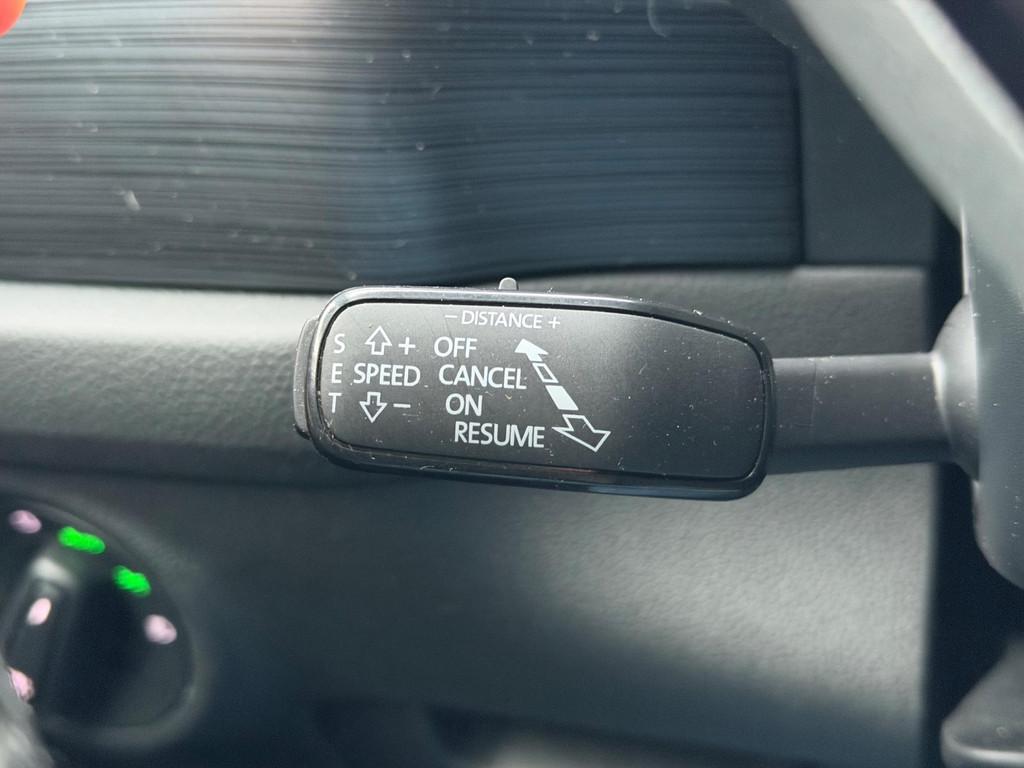 − DISTANCE +
S + OFF
E SPEED CANCEL
T − ON
RESUME